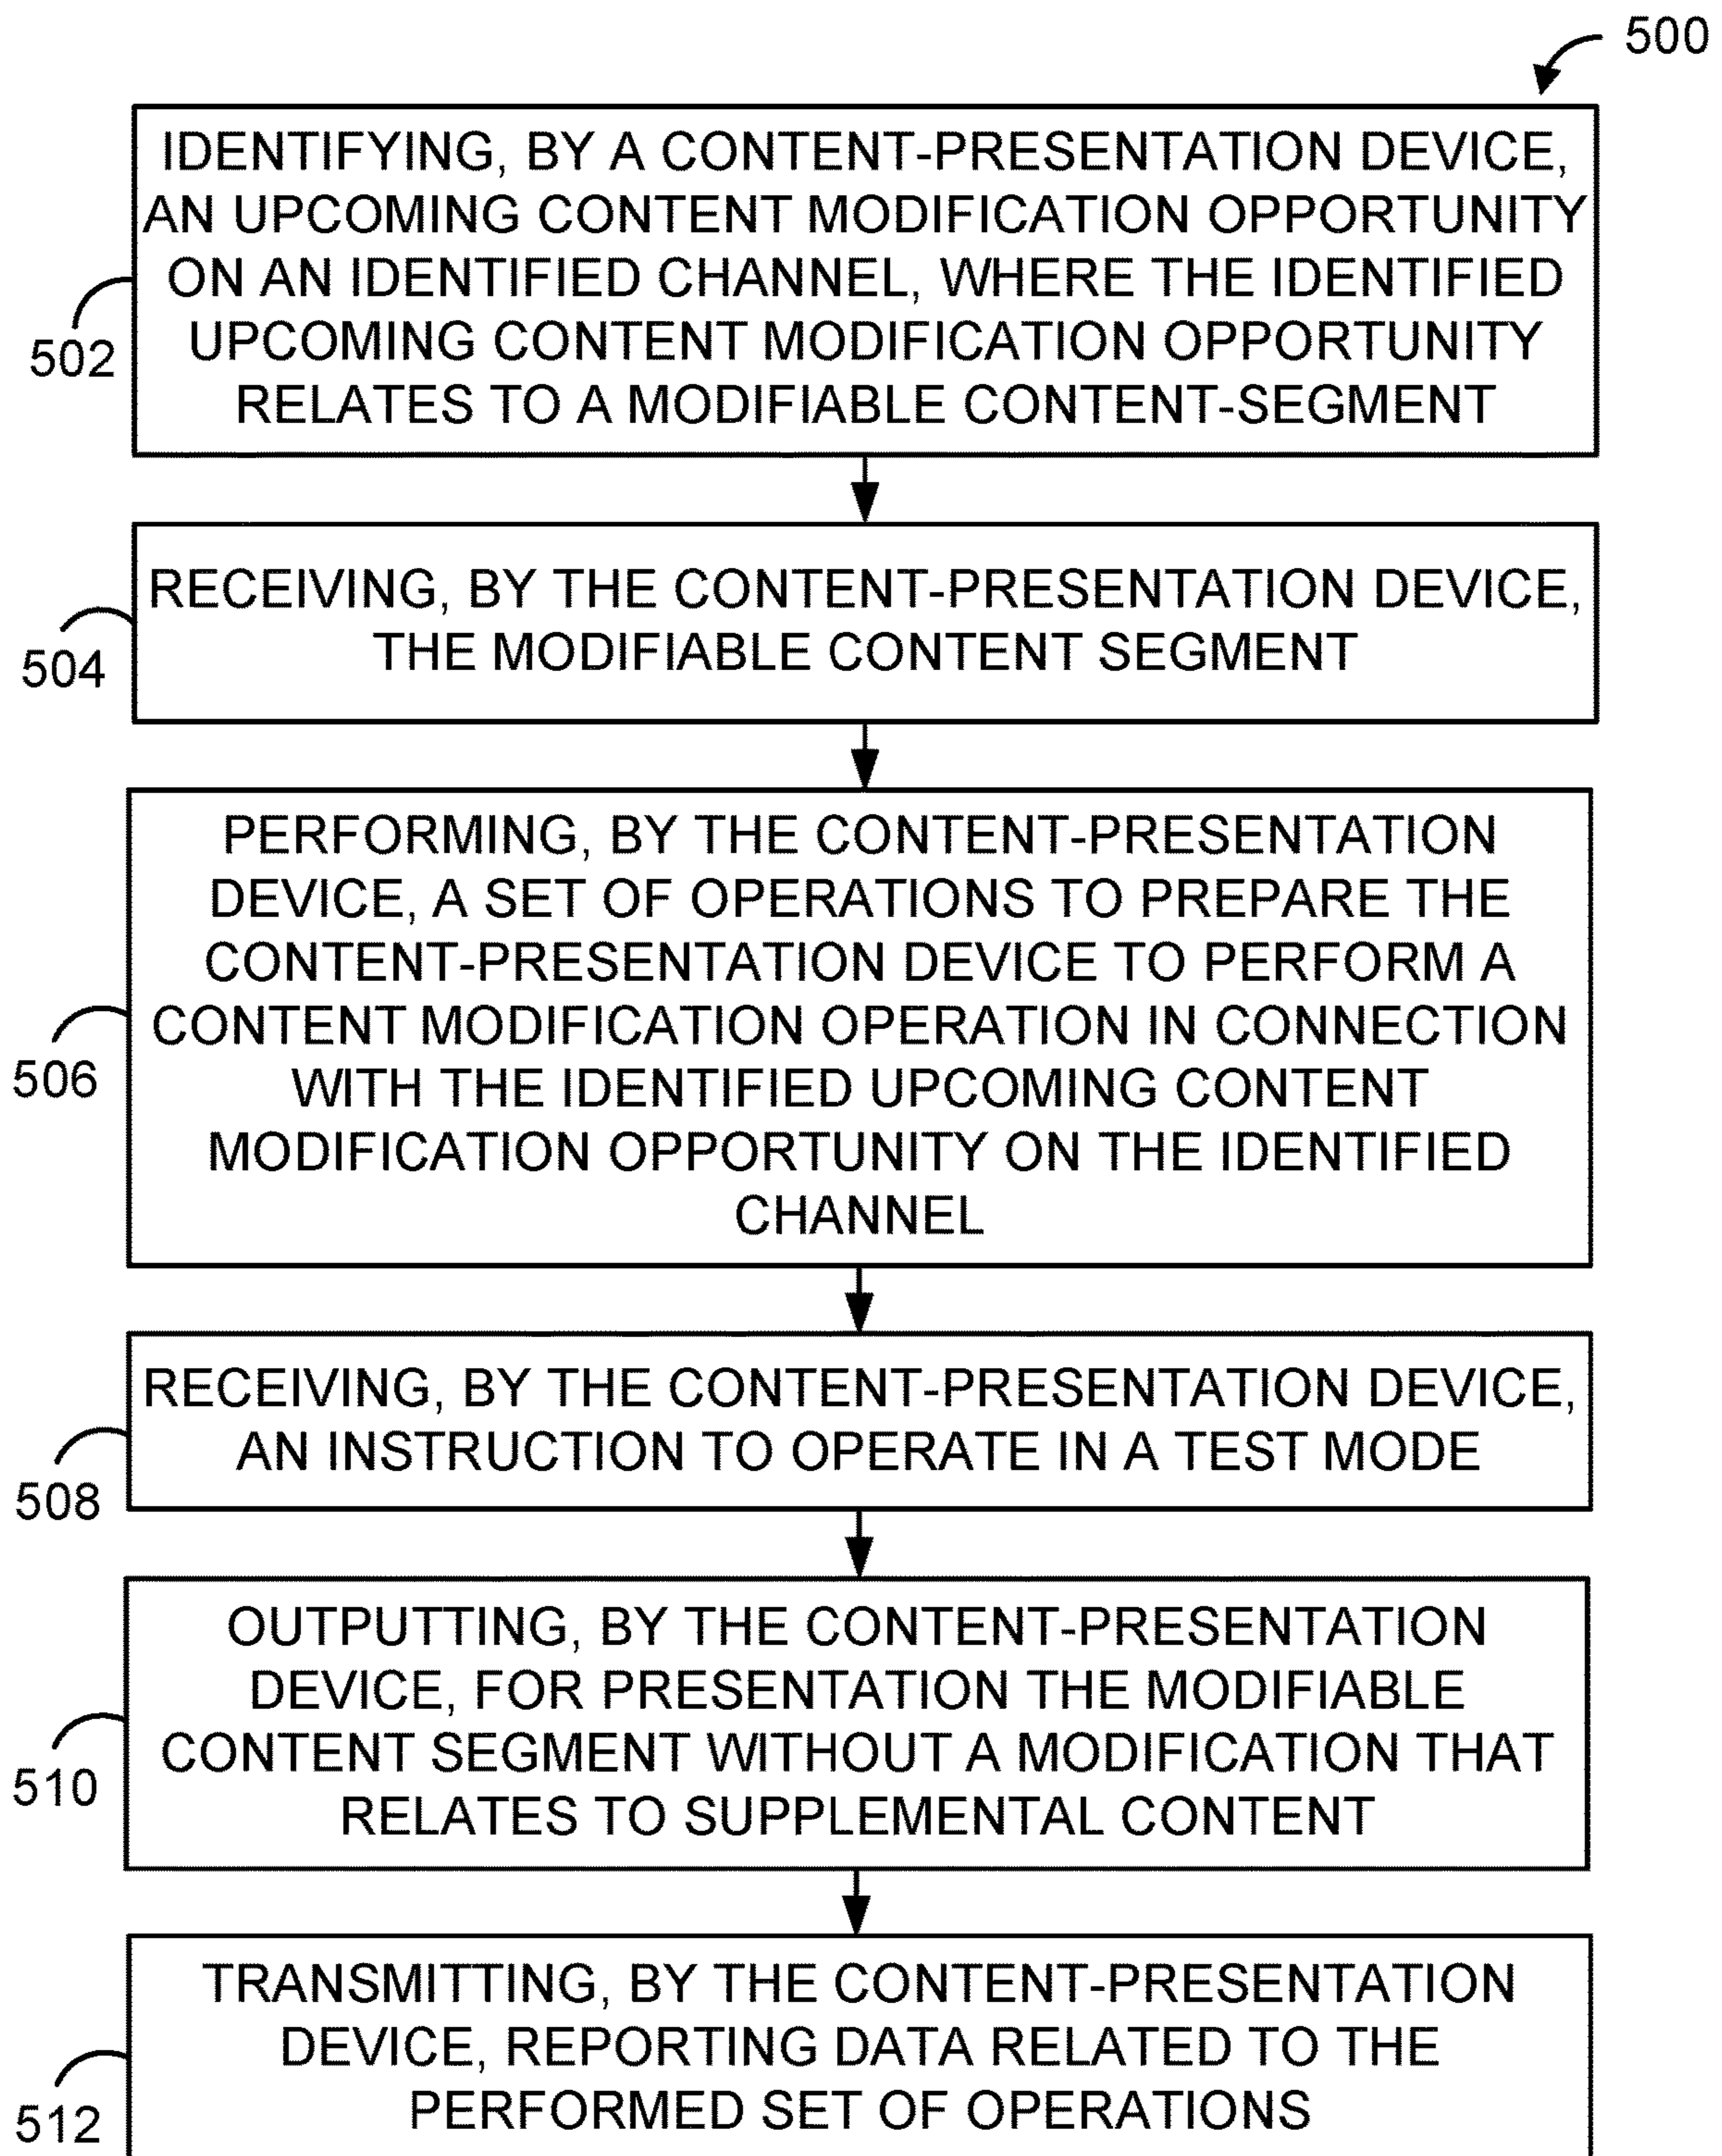 500
IDENTIFYING, BY A CONTENT-PRESENTATION DEVICE,
AN UPCOMING CONTENT MODIFICATION OPPORTUNITY
ON AN IDENTIFIED CHANNEL, WHERE THE IDENTIFIED
UPCOMING CONTENT MODIFICATION OPPORTUNITY
RELATES TO A MODIFIABLE CONTENT-SEGMENT
502
RECEIVING, BY THE CONTENT-PRESENTATION DEVICE,
THE MODIFIABLE CONTENT SEGMENT
504
PERFORMING, BY THE CONTENT-PRESENTATION
DEVICE, A SET OF OPERATIONS TO PREPARE THE
CONTENT-PRESENTATION DEVICE TO PERFORM A
CONTENT MODIFICATION OPERATION IN CONNECTION
WITH THE IDENTIFIED UPCOMING CONTENT
MODIFICATION OPPORTUNITY ON THE IDENTIFIED
CHANNEL
506
RECEIVING, BY THE CONTENT-PRESENTATION DEVICE,
AN INSTRUCTION TO OPERATE IN A TEST MODE
508
OUTPUTTING, BY THE CONTENT-PRESENTATION
DEVICE, FOR PRESENTATION THE MODIFIABLE
CONTENT SEGMENT WITHOUT A MODIFICATION THAT
RELATES TO SUPPLEMENTAL CONTENT
510
TRANSMITTING, BY THE CONTENT-PRESENTATION
DEVICE, REPORTING DATA RELATED TO THE
PERFORMED SET OF OPERATIONS
512